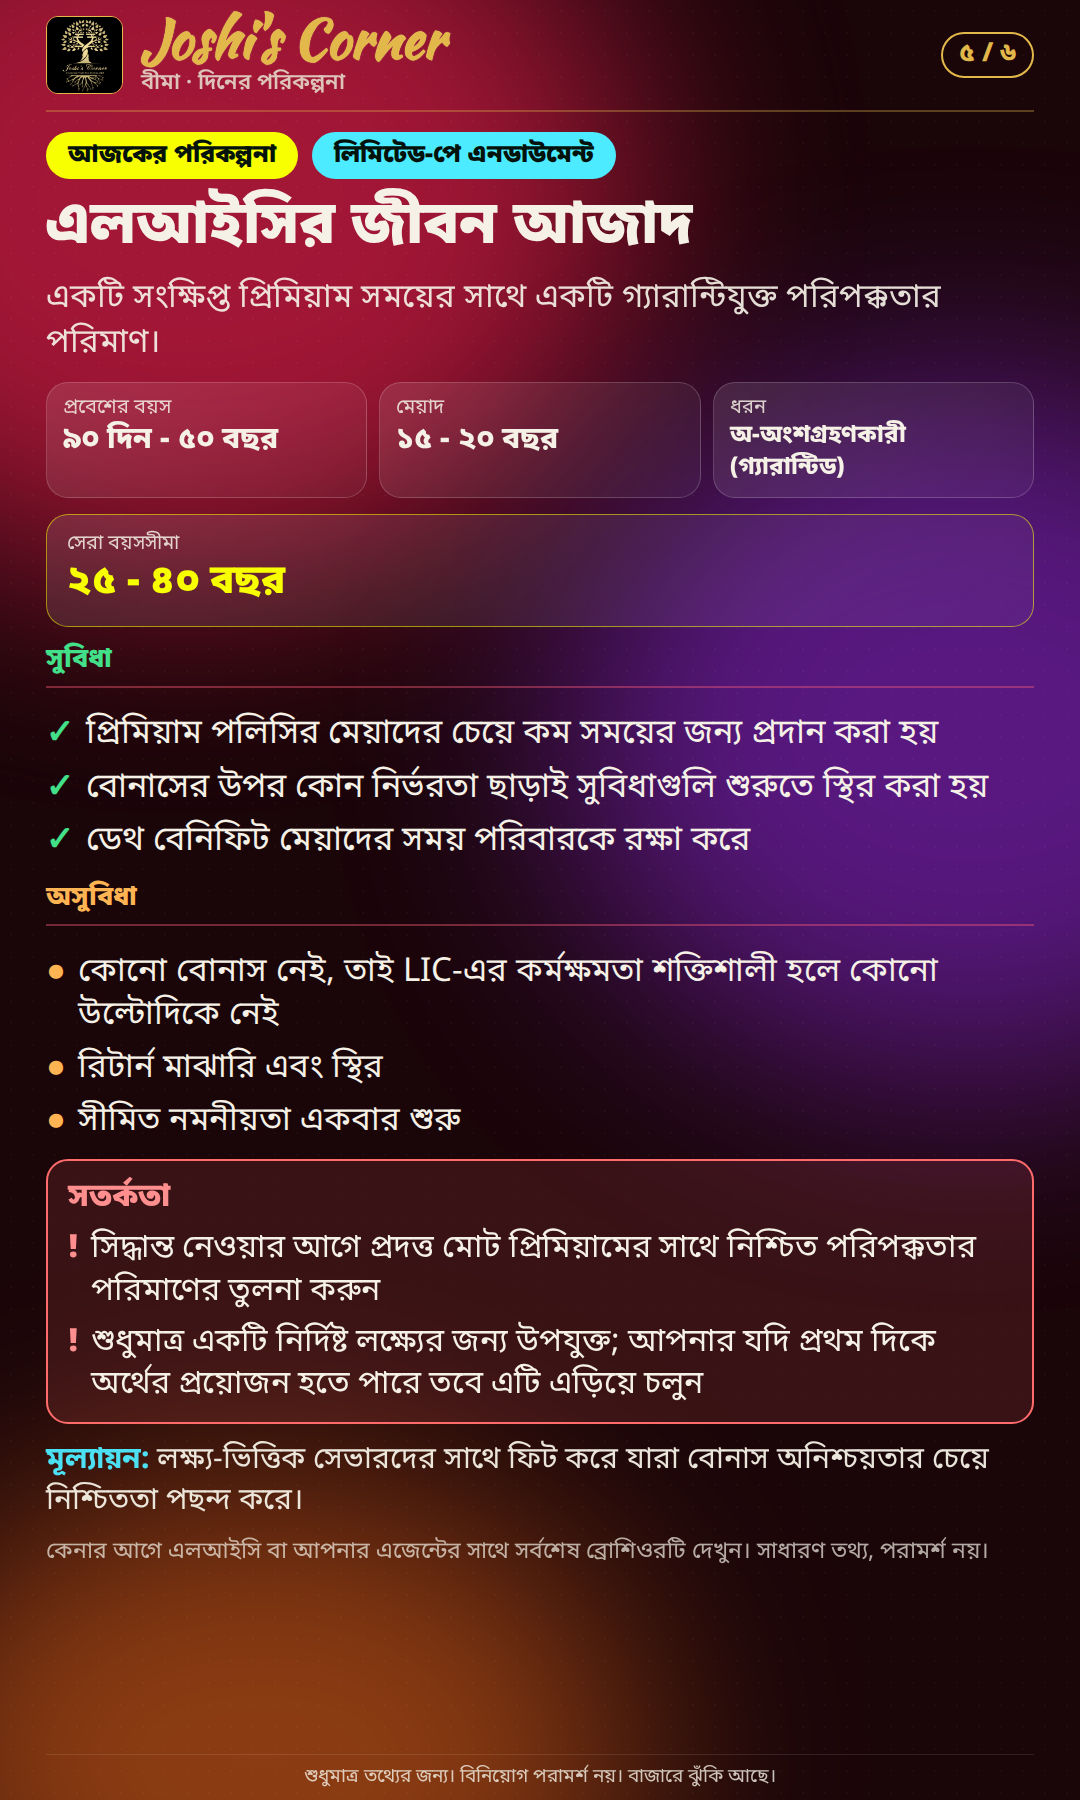 Joshi's Corner
Joshi's Corner
বীমা · দিনের পরিকল্পনা
৫ / ৬
আজকের পরিকল্পনা
লিমিটেড-পে এনডাউমেন্ট
এলআইসির জীবন আজাদ
একটি সংক্ষিপ্ত প্রিমিয়াম সময়ের সাথে একটি গ্যারান্টিযুক্ত পরিপক্কতার
পরিমাণ।
প্রবেশের বয়স
৯০ দিন - ৫০ বছর
মেয়াদ
১৫ - ২০ বছর
ধরন
অ-অংশগ্রহণকারী
(গ্যারান্টিড)
সেরা বয়সসীমা
২৫ - ৪০ বছর
সুবিধা
✓ প্রিমিয়াম পলিসির মেয়াদের চেয়ে কম সময়ের জন্য প্রদান করা হয়
✓ বোনাসের উপর কোন নির্ভরতা ছাড়াই সুবিধাগুলি শুরুতে স্থির করা হয়
✓ ডেথ বেনিফিট মেয়াদের সময় পরিবারকে রক্ষা করে
অসুবিধা
● কোনো বোনাস নেই, তাই LIC-এর কর্মক্ষমতা শক্তিশালী হলে কোনো
উল্টোদিকে নেই
● রিটার্ন মাঝারি এবং স্থির
● সীমিত নমনীয়তা একবার শুরু
সতর্কতা
! সিদ্ধান্ত নেওয়ার আগে প্রদত্ত মোট প্রিমিয়ামের সাথে নিশ্চিত পরিপক্কতার
পরিমাণের তুলনা করুন
! শুধুমাত্র একটি নির্দিষ্ট লক্ষ্যের জন্য উপযুক্ত; আপনার যদি প্রথম দিকে
অর্থের প্রয়োজন হতে পারে তবে এটি এড়িয়ে চলুন
মূল্যায়ন: লক্ষ্য-ভিত্তিক সেভারদের সাথে ফিট করে যারা বোনাস অনিশ্চয়তার চেয়ে
নিশ্চিততা পছন্দ করে।
কেনার আগে এলআইসি বা আপনার এজেন্টের সাথে সর্বশেষ ব্রোশিওরটি দেখুন। সাধারণ তথ্য, পরামর্শ নয়।
শুধুমাত্র তথ্যের জন্য। বিনিয়োগ পরামর্শ নয়। বাজারে ঝুঁকি আছে।